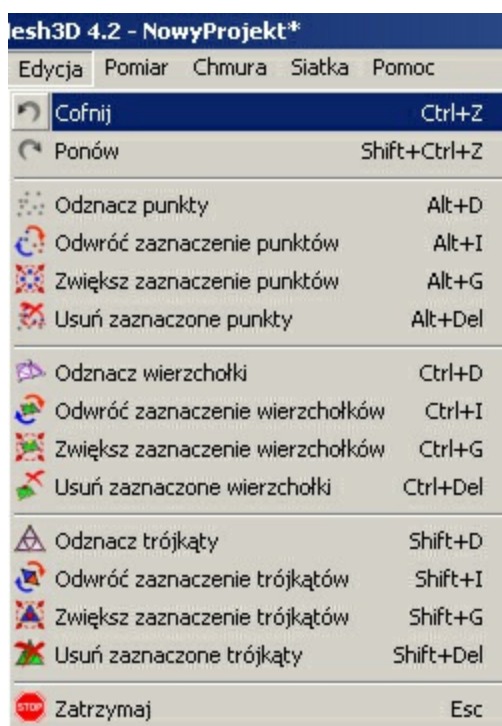 lesh3D 4.2 - NowyProjekt*
Edycja Pomiar Chmura Siatka Pomoc
Cofnij Ctrl+Z
Ponów Shift+Ctrl+Z
Odznacz punkty Alt+D
Odwróć zaznaczenie punktów Alt+I
Zwiększ zaznaczenie punktów Alt+G
Usuń zaznaczone punkty Alt+Del
Odznacz wierzchołki Ctrl+D
Odwróć zaznaczenie wierzchołków Ctrl+I
Zwiększ zaznaczenie wierzchołków Ctrl+G
Usuń zaznaczone wierzchołki Ctrl+Del
Odznacz trójkąty Shift+D
Odwróć zaznaczenie trójkątów Shift+I
Zwiększ zaznaczenie trójkątów Shift+G
Usuń zaznaczone trójkąty Shift+Del
STOP Zatrzymaj Esc